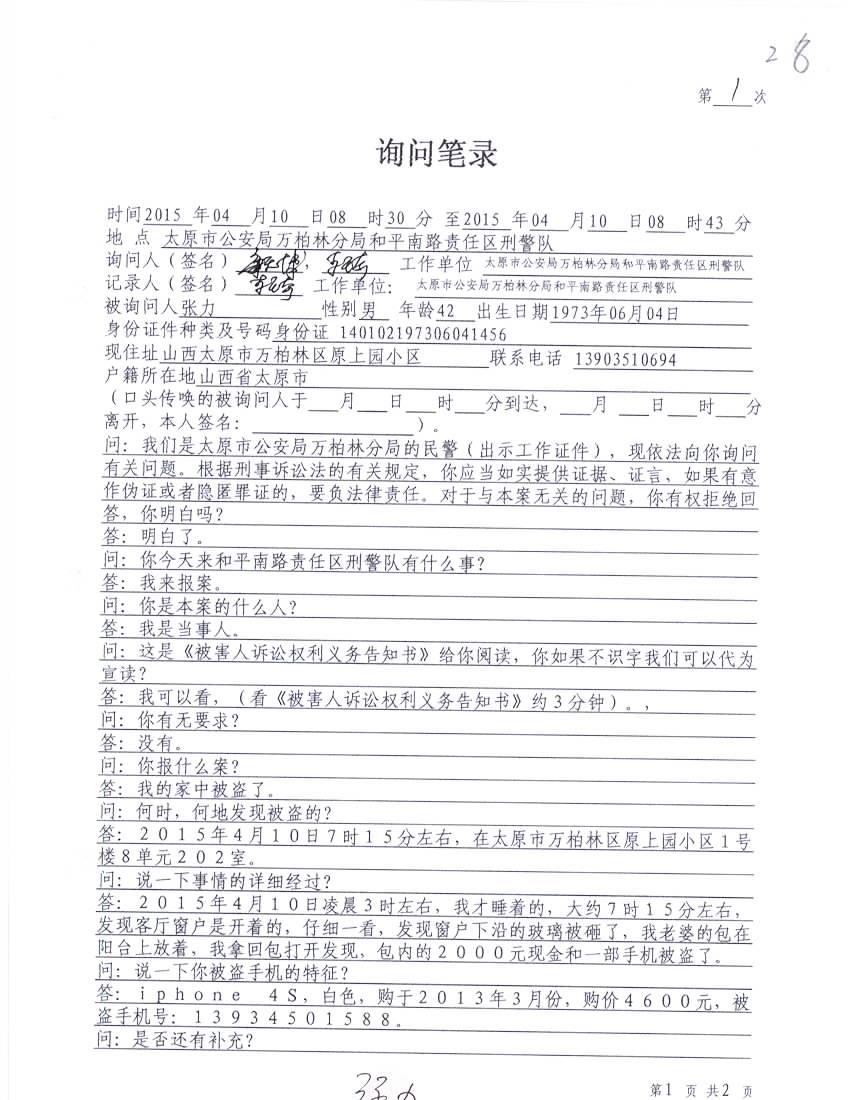 28
第1次
询问笔录
时间2015 年04 月10 日08 时30 分 至2015 年04 月10 日08 时43 分
地 点 太原市公安局万柏林分局和平南路责任区刑警队
询问人（签名） 工作单位 太原市公安局万柏林分局和平南路责任区刑警队
记录人（签名） 工作单位： 太原市公安局万柏林分局和平南路责任区刑警队
被询问人张力 性别男 年龄42 出生日期1973年06月04日
身份证件种类及号码身份证 140102197306041456
现住址山西太原市万柏林区原上园小区 联系电话 13903510694
户籍所在地山西省太原市
（口头传唤的被询问人于___月___日___时___分到达，___月___日___时___分
离开，本人签名：___________）。
问：我们是太原市公安局万柏林分局的民警（出示工作证件），现依法向你询问
有关问题。根据刑事诉讼法的有关规定，你应当如实提供证据、证言，如果有意
作伪证或者隐匿罪证的，要负法律责任。对于与本案无关的问题，你有权拒绝回
答，你明白吗？
答：明白了。
问：你今天来和平南路责任区刑警队有什么事？
答：我来报案。
问：你是本案的什么人？
答：我是当事人。
问：这是《被害人诉讼权利义务告知书》给你阅读，你如果不识字我们可以代为
宣读？
答：我可以看，（看《被害人诉讼权利义务告知书》约３分钟）。，
问：你有无要求？
答：没有。
问：你报什么案？
答：我的家中被盗了。
问：何时，何地发现被盗的？
答：２０１５年４月１０日７时１５分左右，在太原市万柏林区原上园小区１号
楼８单元２０２室。
问：说一下事情的详细经过？
答：２０１５年４月１０日凌晨３时左右，我才睡着的，大约７时１５分左右，
发现客厅窗户是开着的，仔细一看，发现窗户下沿的玻璃被砸了，我老婆的包在
阳台上放着，我拿回包打开发现，包内的２０００元现金和一部手机被盗了。
问：说一下你被盗手机的特征？
答：ｉｐｈｏｎｅ　４Ｓ，白色，购于２０１３年３月份，购价４６００元，被
盗手机号：１３９３４５０１５８８。
问：是否还有补充？
第1 页 共2 页